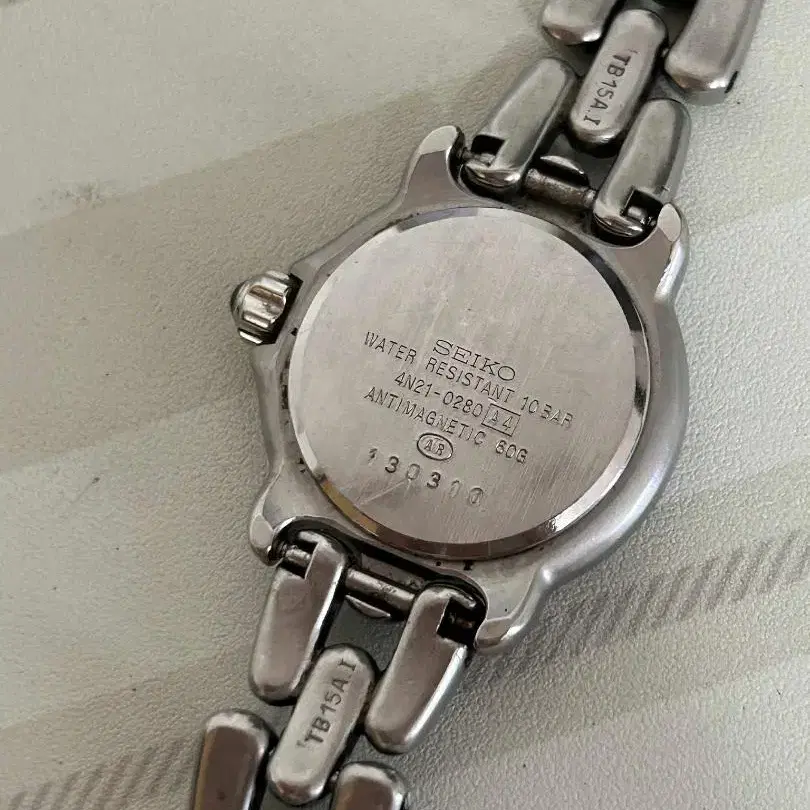 TB15A.I
SEIKO
WATER RESISTANT 10 BAR
4N21-0280 A4
ANTIMAGNETIC 60G
AR
130310
TB15A.I